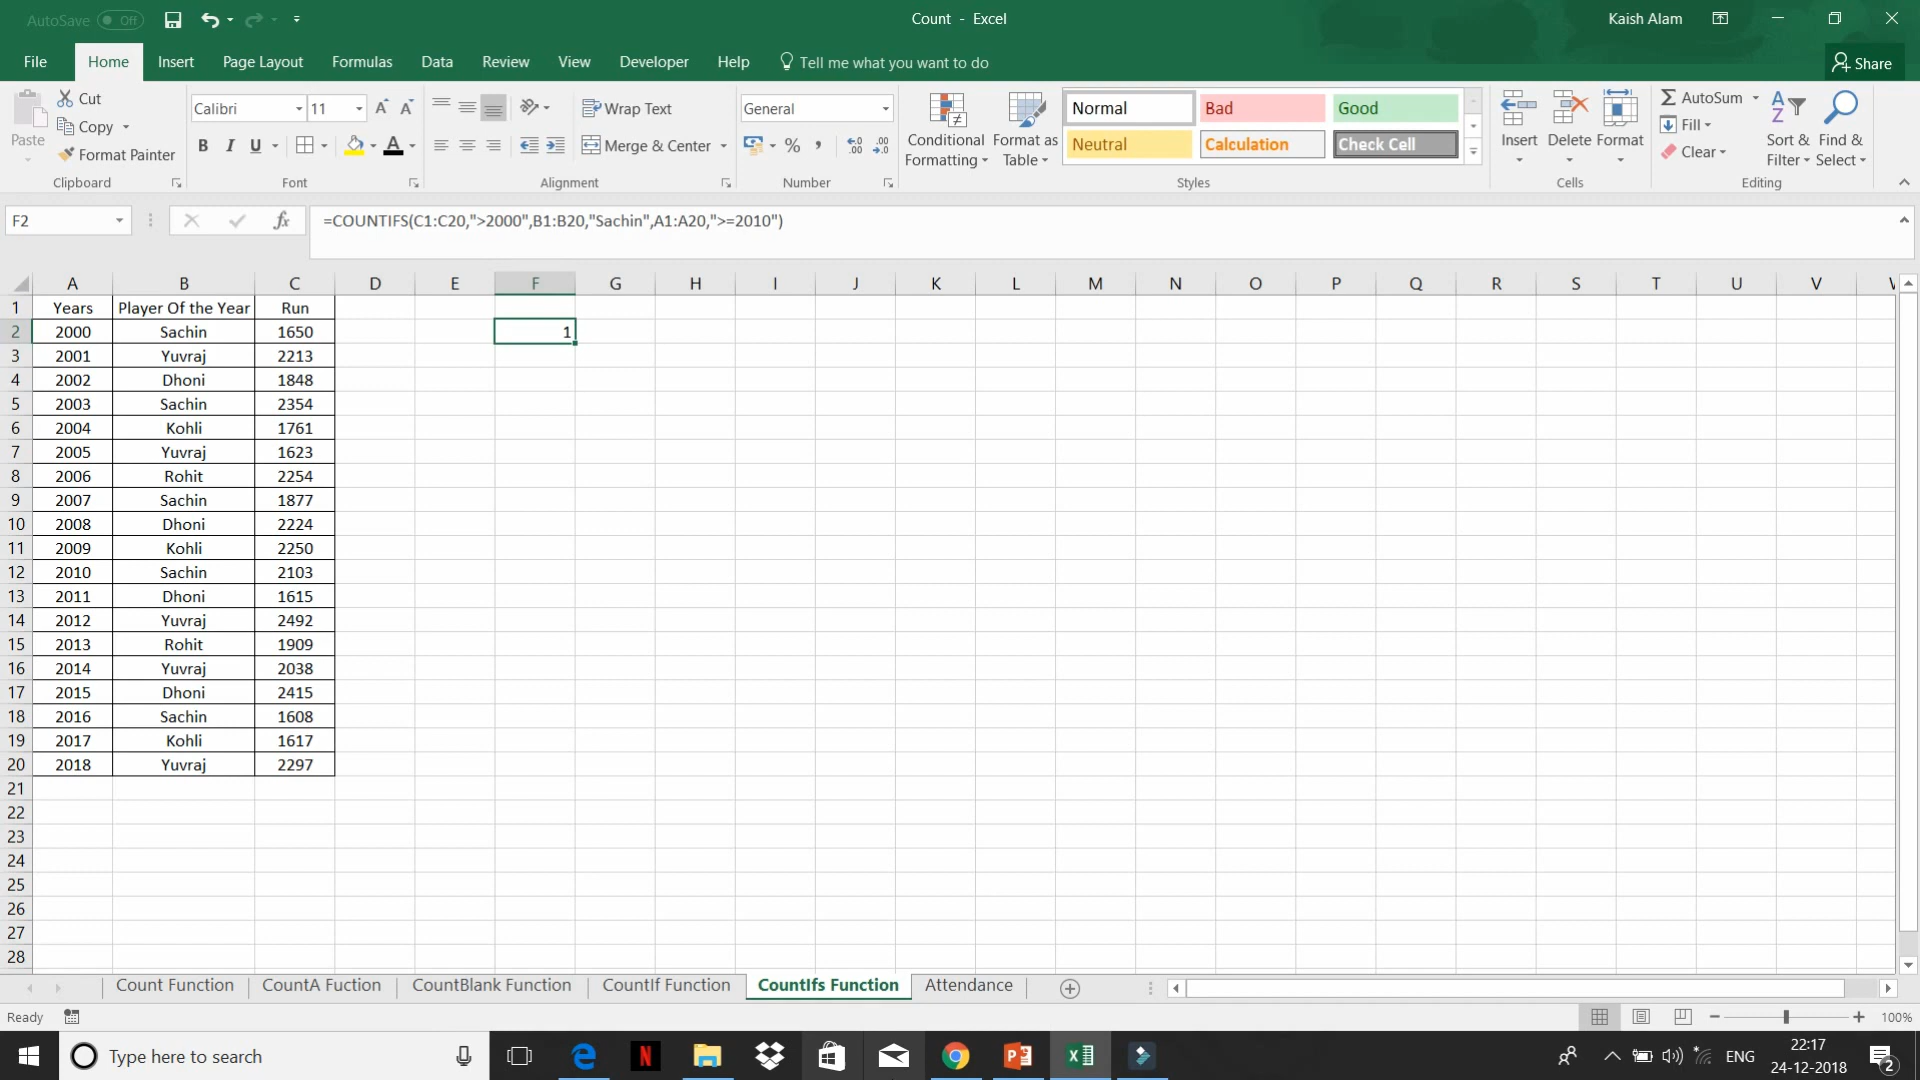 AutoSave Off Count - Excel Kaish Alam
File Home Insert Page Layout Formulas Data Review View Developer Help Tell me what you want to do Share
Paste Cut Copy Format Painter Clipboard
Calibri 11 A A B I U A Font
Wrap Text Merge & Center Alignment
General % , Number
Conditional Formatting Format as Table
Normal Bad Good
Neutral Calculation Check Cell
Styles
Insert Delete Format Cells
AutoSum Fill Clear Sort & Filter Find & Select Editing
F2 fx =COUNTIFS(C1:C20,">2000",B1:B20,"Sachin",A1:A20,">=2010")
A B C D E F G H I J K L M N O P Q R S T U V
1 Years Player Of the Year Run
2 2000 Sachin 1650 1
3 2001 Yuvraj 2213
4 2002 Dhoni 1848
5 2003 Sachin 2354
6 2004 Kohli 1761
7 2005 Yuvraj 1623
8 2006 Rohit 2254
9 2007 Sachin 1877
10 2008 Dhoni 2224
11 2009 Kohli 2250
12 2010 Sachin 2103
13 2011 Dhoni 1615
14 2012 Yuvraj 2492
15 2013 Rohit 1909
16 2014 Yuvraj 2038
17 2015 Dhoni 2415
18 2016 Sachin 1608
19 2017 Kohli 1617
20 2018 Yuvraj 2297
21
22
23
24
25
26
27
28
Count Function CountA Fuction CountBlank Function CountIf Function CountIfs Function Attendance
Ready 100%
Type here to search ENG 22:17
24-12-2018 2